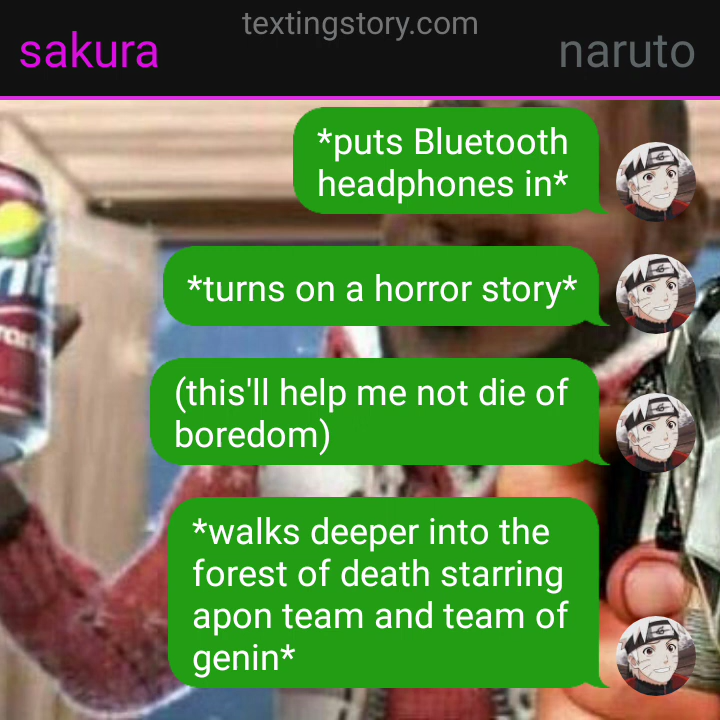 textingstory.com
sakura
naruto
*puts Bluetooth
headphones in*
*turns on a horror story*
(this'll help me not die of
boredom)
*walks deeper into the
forest of death starring
apon team and team of
genin*